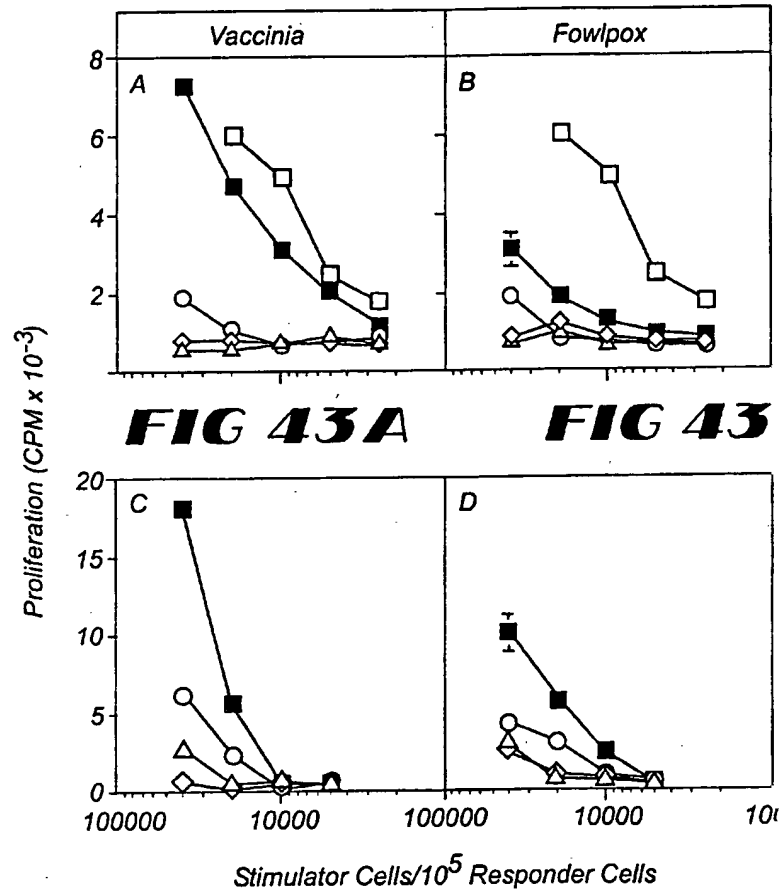 Vaccinia Fowlpox
8
A B
6
4
2
FIG 43A FIG 43
Proliferation (CPM x 10⁻³)
20
C D
15
10
5
0
100000 10000 100000 10000
Stimulator Cells/10⁵ Responder Cells